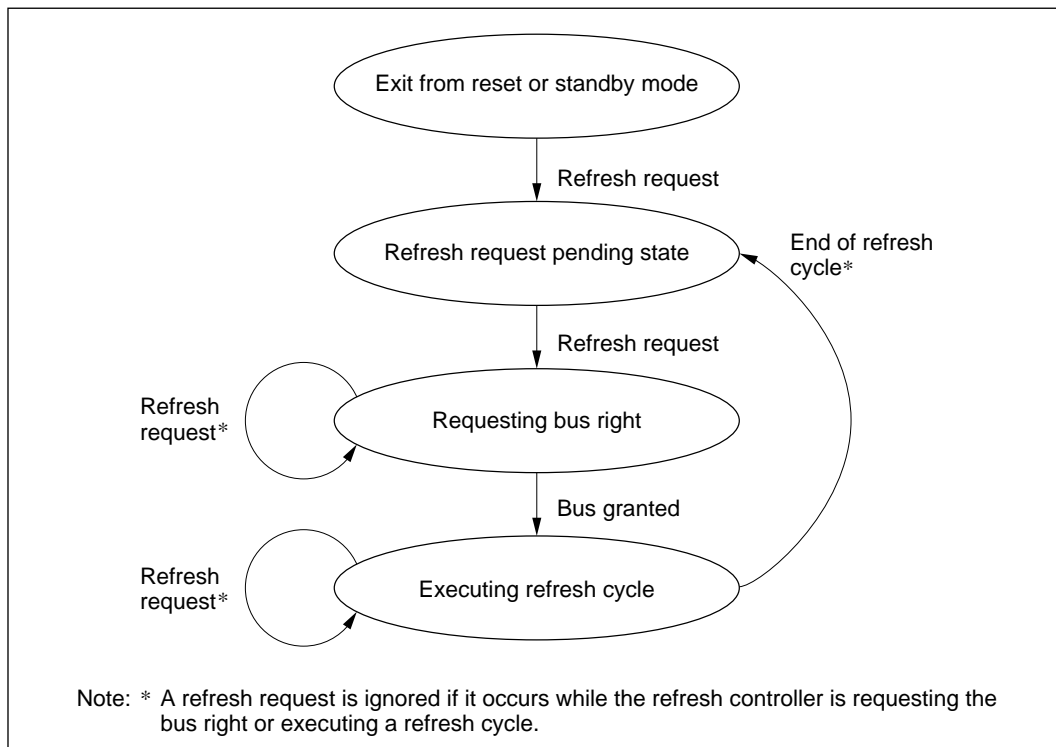 Exit from reset or standby mode
Refresh request
Refresh request pending state
End of refresh
cycle*
Refresh request
Refresh
request*
Requesting bus right
Bus granted
Refresh
request*
Executing refresh cycle
Note: * A refresh request is ignored if it occurs while the refresh controller is requesting the
bus right or executing a refresh cycle.